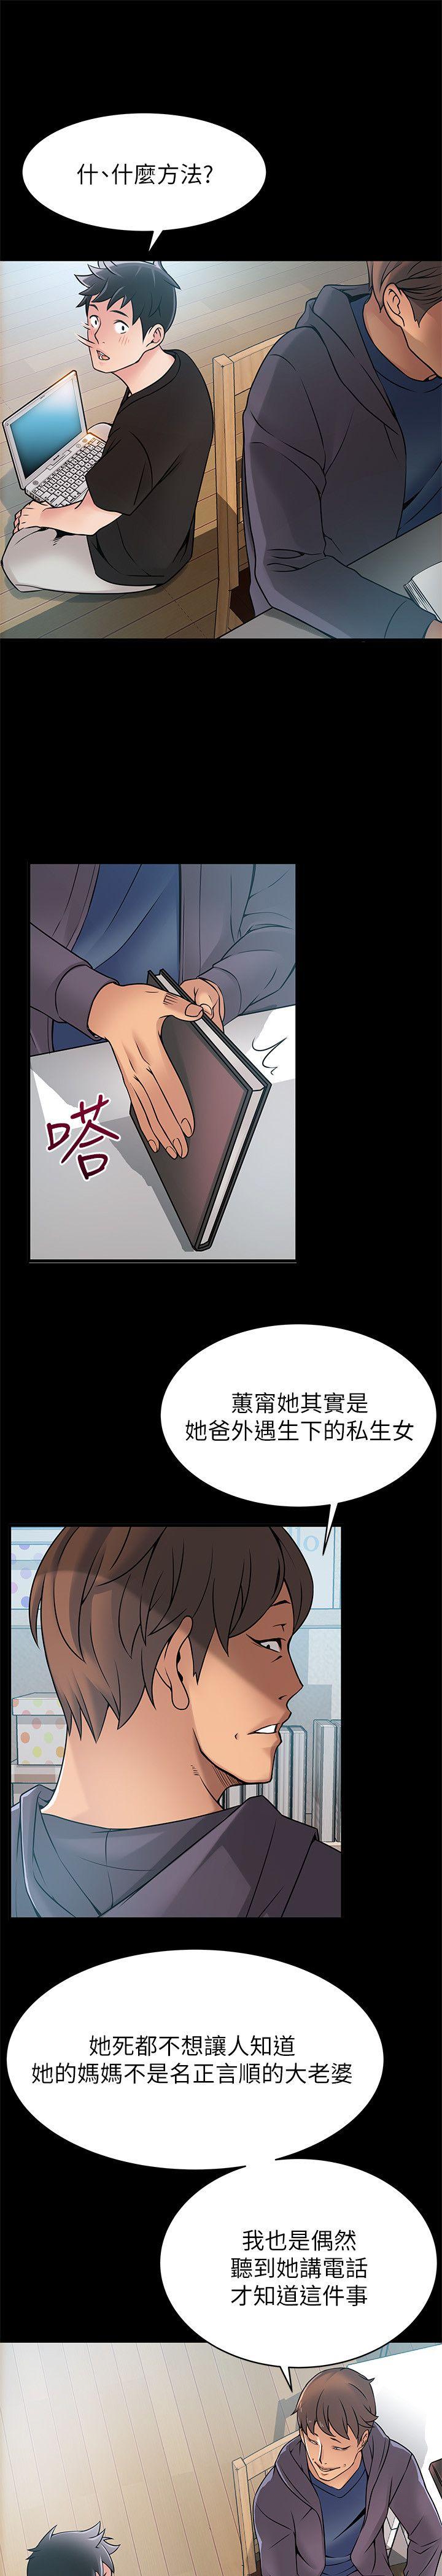 什、什麼方法?
嗒
蕙甯她其實是
她爸外遇生下的私生女
她死都不想讓人知道
她的媽媽不是名正言順的大老婆
我也是偶然
聽到她講電話
才知道這件事